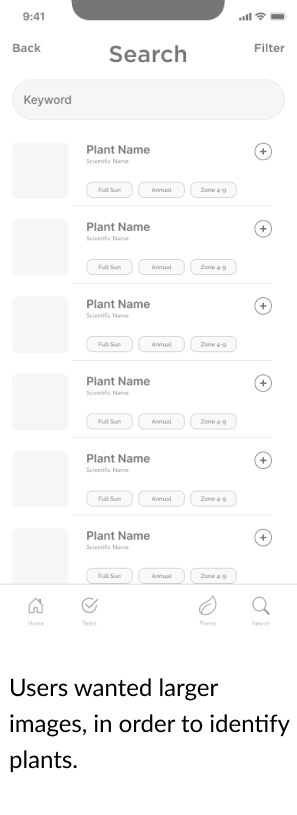 9:41
Back
Search
Filter
Keyword
Plant Name
Scientific Name
Full Sun Annual Zone 4-9
Plant Name
Scientific Name
Full Sun Annual Zone 4-9
Plant Name
Scientific Name
Full Sun Annual Zone 4-9
Plant Name
Scientific Name
Full Sun Annual Zone 4-9
Plant Name
Scientific Name
Full Sun Annual Zone 4-9
Plant Name
Scientific Name
Full Sun Annual Zone 4-9
Home Tasks Plants Search
Users wanted larger
images, in order to identify
plants.